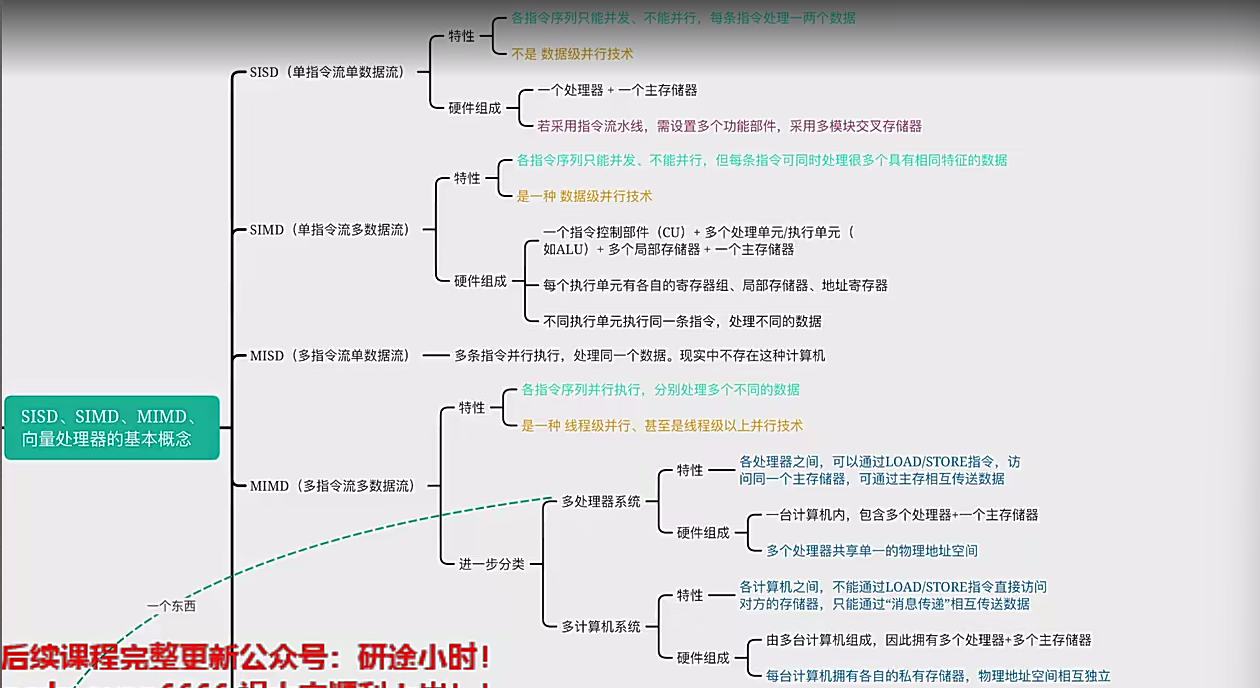 各指令序列只能并发、不能并行，每条指令处理一两个数据
特性
不是 数据级并行技术
SISD（单指令流单数据流）
一个处理器 + 一个主存储器
硬件组成
若采用指令流水线，需设置多个功能部件，采用多模块交叉存储器
各指令序列只能并发、不能并行，但每条指令可同时处理很多个具有相同特征的数据
特性
是一种 数据级并行技术
SIMD（单指令流多数据流）
一个指令控制部件（CU）+ 多个处理单元/执行单元（
如ALU）+ 多个局部存储器 + 一个主存储器
硬件组成
每个执行单元有各自的寄存器组、局部存储器、地址寄存器
不同执行单元执行同一条指令，处理不同的数据
MISD（多指令流单数据流）
多条指令并行执行，处理同一个数据。现实中不存在这种计算机
各指令序列并行执行，分别处理多个不同的数据
特性
是一种 线程级并行、甚至是线程级以上并行技术
SISD、SIMD、MIMD、
向量处理器的基本概念
MIMD（多指令流多数据流）
各处理器之间，可以通过LOAD/STORE指令，访
问同一个主存储器，可通过主存相互传送数据
特性
多处理器系统
一台计算机内，包含多个处理器+一个主存储器
硬件组成
多个处理器共享单一的物理地址空间
进一步分类
各计算机之间，不能通过LOAD/STORE指令直接访问
对方的存储器，只能通过“消息传递”相互传送数据
特性
一个东西
多计算机系统
由多台计算机组成，因此拥有多个处理器+多个主存储器
硬件组成
每台计算机拥有各自的私有存储器，物理地址空间相互独立
后续课程完整更新公众号：研途小时！